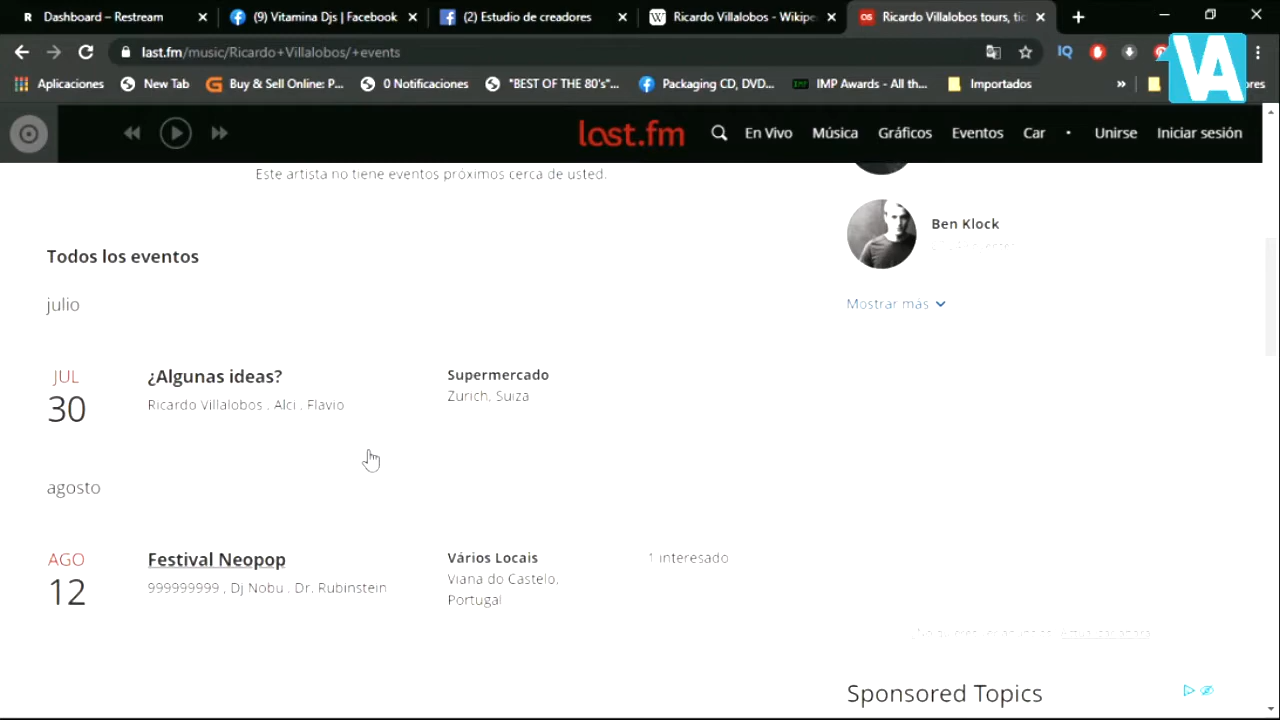 R Dashboard – Restream
(9) Vitamina Djs | Facebook
(2) Estudio de creadores
W Ricardo Villalobos - Wikipe
Ricardo Villalobos tours, tic
last.fm/music/Ricardo+Villalobos/+events
IQ
VA
Aplicaciones
New Tab
Buy & Sell Online: P...
0 Notificaciones
"BEST OF THE 80's"...
Packaging CD, DVD...
IMP Awards - All th...
Importados
»
last.fm
En Vivo
Música
Gráficos
Eventos
Car
Unirse
Iniciar sesión
Este artista no tiene eventos próximos cerca de usted.
Ben Klock
Mostrar más
Todos los eventos
julio
JUL
30
¿Algunas ideas?
Ricardo Villalobos . Alci . Flavio
Supermercado
Zurich, Suiza
agosto
AGO
12
Festival Neopop
999999999 , Dj Nobu . Dr. Rubinstein
Vários Locais
Viana do Castelo,
Portugal
1 interesado
Sponsored Topics